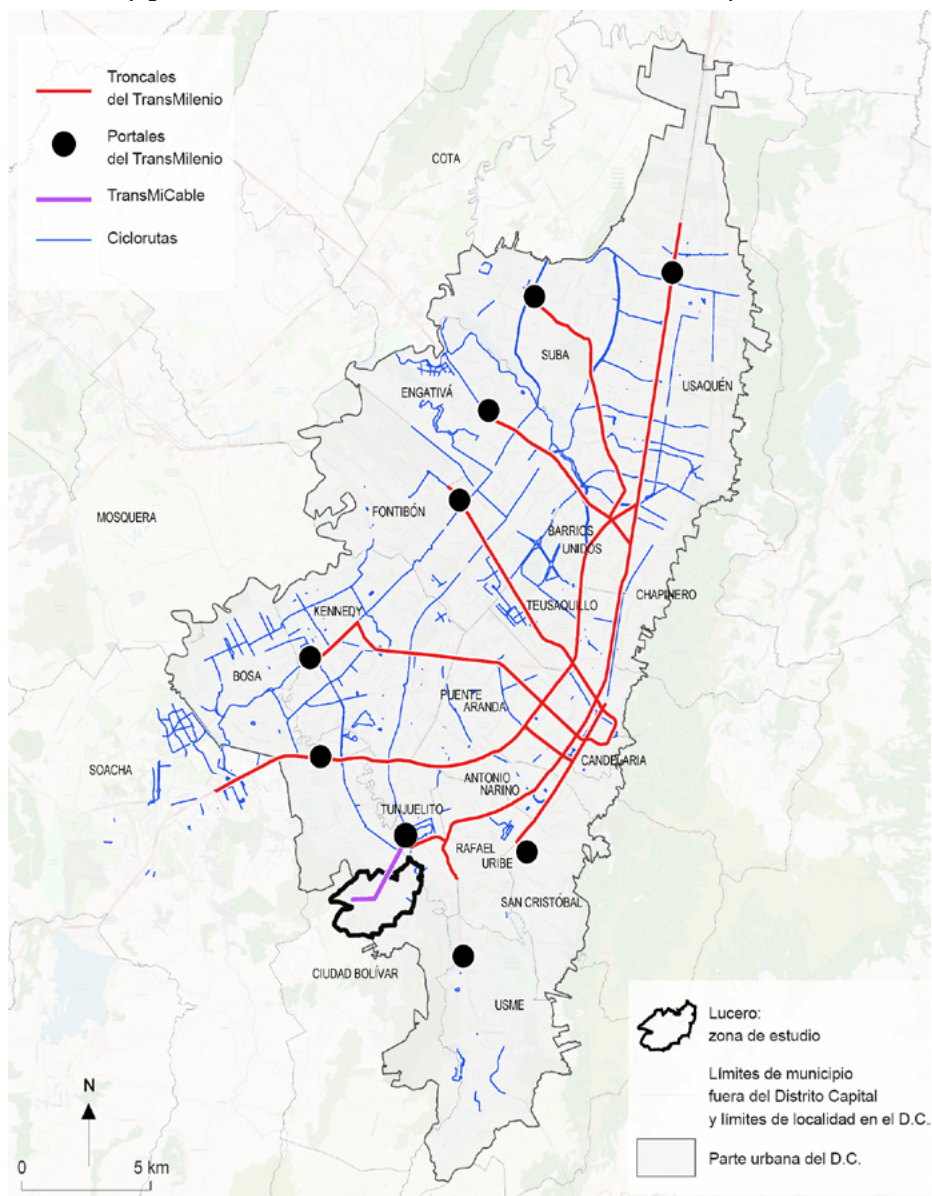 Troncales
del TransMilenio
Portales
del TransMilenio
TransMiCable
Ciclorutas
COTA
SUBA
USAQUÉN
ENGATIVÁ
MOSQUERA
FONTIBÓN
BARRIOS
UNIDOS
TEUSAQUILLO
CHAPINERO
KENNEDY
BOSA
PUENTE
ARANDA
SOACHA
CANDELARIA
ANTONIO
NARINO
TUNJUELITO
RAFAEL
URIBE
SAN CRISTÓBAL
CIUDAD BOLÍVAR
USME
Lucero:
zona de estudio
Límites de municipio
fuera del Distrito Capital
y límites de localidad en el D.C.
Parte urbana del D.C.
N
0 5 km